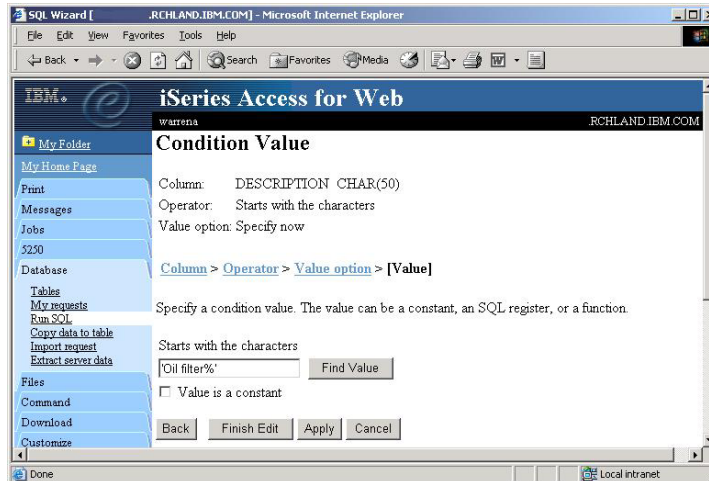 SQL Wizard [ .RCHLAND.IBM.COM] - Microsoft Internet Explorer
File Edit View Favorites Tools Help
Back Search Favorites Media
IBM. iSeries Access for Web
warrena .RCHLAND.IBM.COM
My Folder
My Home Page
Print
Messages
Jobs
5250
Database
Tables
My requests
Run SQL
Copy data to table
Import request
Extract server data
Files
Command
Download
Customize
Condition Value
Column: DESCRIPTION CHAR(50)
Operator: Starts with the characters
Value option: Specify now
Column > Operator > Value option > [Value]
Specify a condition value. The value can be a constant, an SQL register, or a function.
Starts with the characters
'Oil filter%' Find Value
Value is a constant
Back Finish Edit Apply Cancel
Done Local intranet